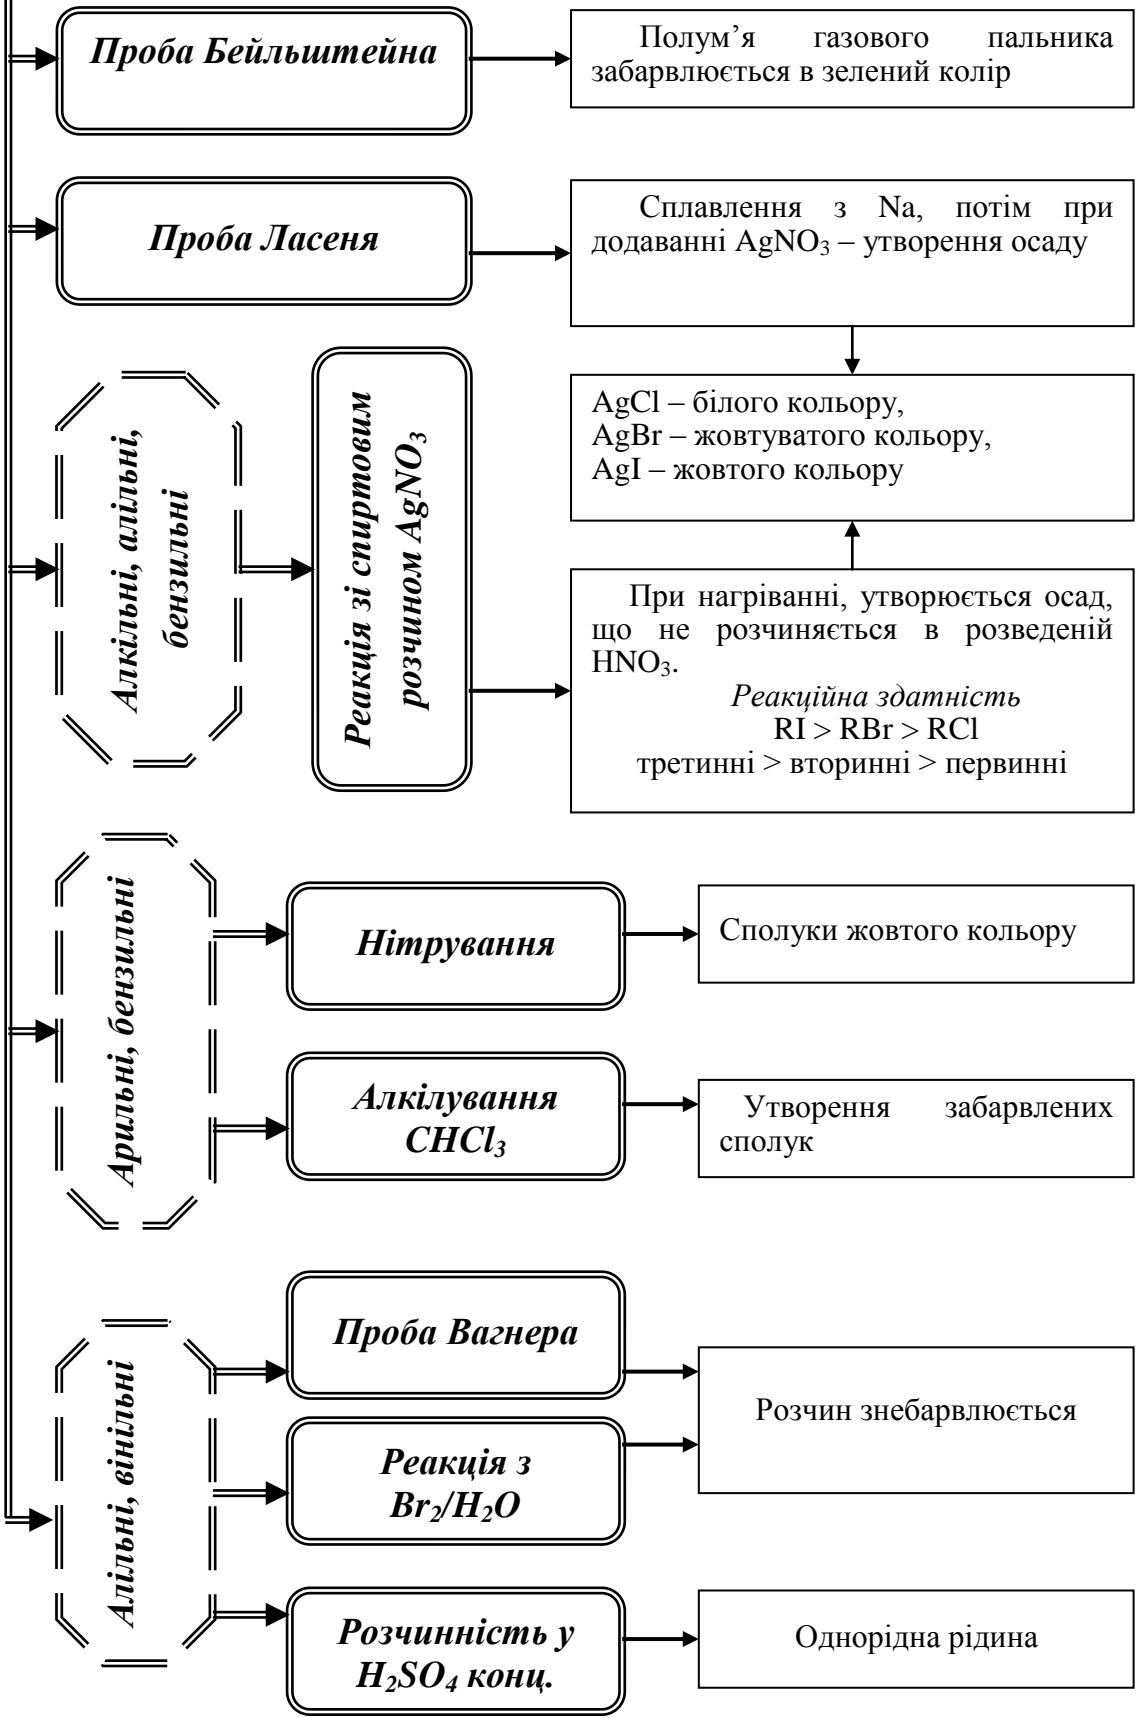 Проба Бейльштейна
Полум’я газового пальника
забарвлюється в зелений колір
Проба Ласеня
Сплавлення з Na, потім при
додаванні AgNO₃ – утворення осаду
AgCl – білого кольору,
AgBr – жовтуватого кольору,
AgI – жовтого кольору
Алкільні, алільні,
бензильні
Реакція зі спиртовим
розчином AgNO₃
При нагріванні, утворюється осад,
що не розчиняється в розведеній
HNO₃.
Реакційна здатність
RI > RBr > RCl
третинні > вторинні > первинні
Арильні, бензильні
Нітрування
Сполуки жовтого кольору
Алкілування
CHCl₃
Утворення забарвлених
сполук
Алільні, вінільні
Проба Вагнера
Реакція з
Br₂/H₂O
Розчин знебарвлюється
Розчинність у
H₂SO₄ конц.
Однорідна рідина